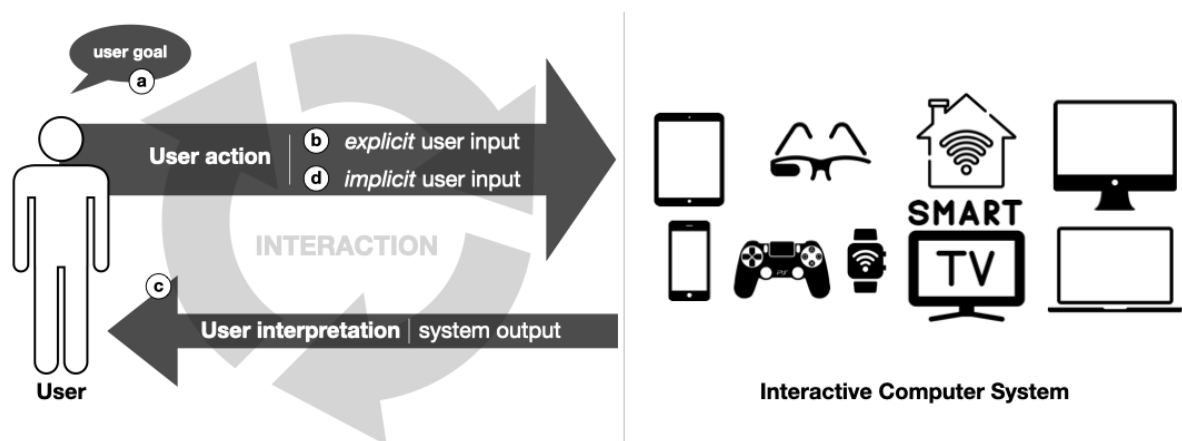 user goal
a
User action
b explicit user input
d implicit user input
INTERACTION
c
User interpretation | system output
User
SMART
TV
Interactive Computer System